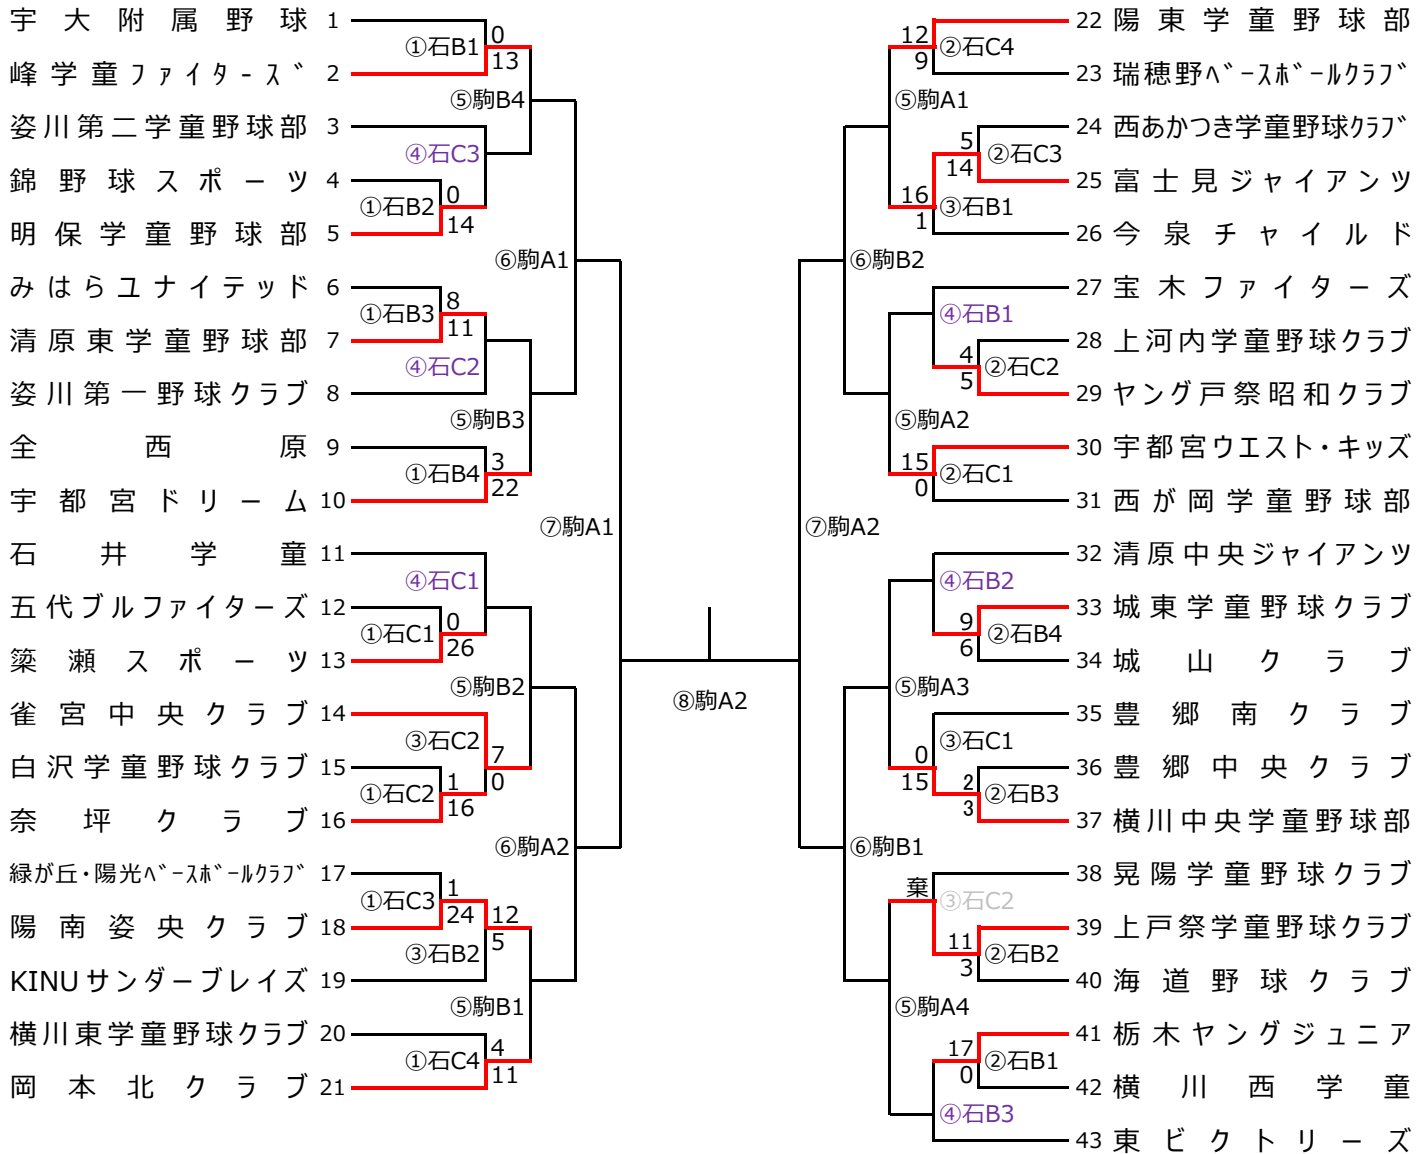 宇大附属野球 1
①石B1
0
13
峰学童ファイターズ 2
⑤駒B4
姿川第二学童野球部 3
④石C3
錦野球スポーツ 4
①石B2
0
14
明保学童野球部 5
⑥駒A1
みはらユナイテッド 6
①石B3
8
11
清原東学童野球部 7
④石C2
姿川第一野球クラブ 8
⑤駒B3
全西原 9
①石B4
3
22
宇都宮ドリーム 10
⑦駒A1
石井学童 11
④石C1
五代ブルファイターズ 12
①石C1
0
26
簗瀬スポーツ 13
⑤駒B2
雀宮中央クラブ 14
③石C2
7
0
白沢学童野球クラブ 15
①石C2
1
16
奈坪クラブ 16
⑥駒A2
緑が丘・陽光ベースボールクラブ 17
①石C3
1
24
12
5
陽南姿央クラブ 18
③石B2
KINUサンダーブレイズ 19
⑤駒B1
横川東学童野球クラブ 20
①石C4
4
11
岡本北クラブ 21
⑧駒A2
22 陽東学童野球部
12
9
②石C4
23 瑞穂野ベースボールクラブ
⑤駒A1
24 西あかつき学童野球クラブ
5
14
②石C3
25 富士見ジャイアンツ
16
1
③石B1
26 今泉チャイルド
⑥駒B2
27 宝木ファイターズ
④石B1
28 上河内学童野球クラブ
4
5
②石C2
29 ヤング戸祭昭和クラブ
⑤駒A2
30 宇都宮ウエスト・キッズ
15
0
②石C1
31 西が岡学童野球部
⑦駒A2
32 清原中央ジャイアンツ
④石B2
33 城東学童野球クラブ
9
6
②石B4
34 城山クラブ
⑤駒A3
35 豊郷南クラブ
③石C1
0
15
36 豊郷中央クラブ
2
3
②石B3
37 横川中央学童野球部
⑥駒B1
38 晃陽学童野球クラブ
棄
③石C2
39 上戸祭学童野球クラブ
11
3
②石B2
40 海道野球クラブ
⑤駒A4
41 栃木ヤングジュニア
17
0
②石B1
42 横川西学童
④石B3
43 東ビクトリーズ